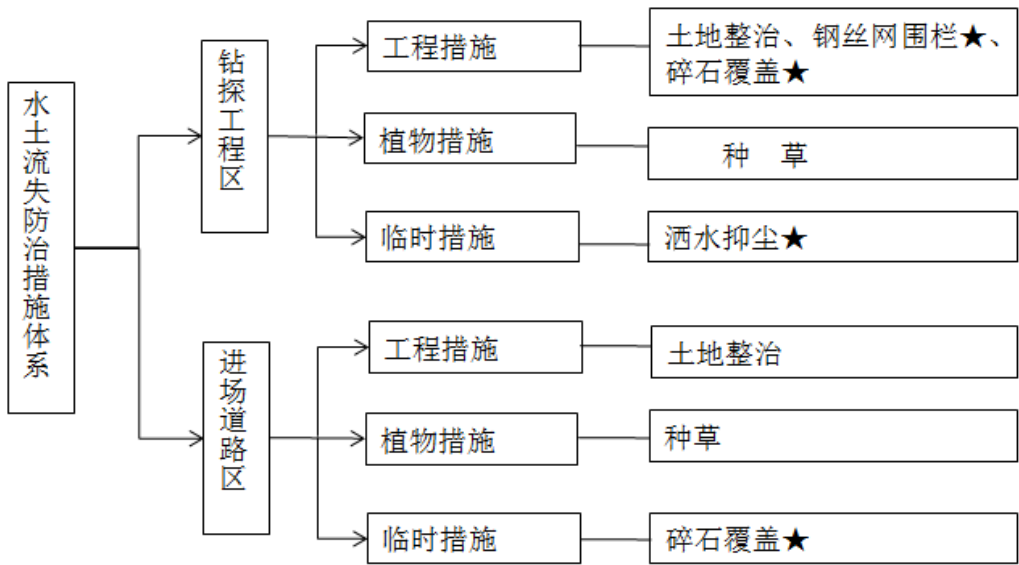 水土流失防治措施体系
钻探工程区
工程措施
土地整治、钢丝网围栏★、
碎石覆盖★
植物措施
种 草
临时措施
洒水抑尘★
进场道路区
工程措施
土地整治
植物措施
种草
临时措施
碎石覆盖★